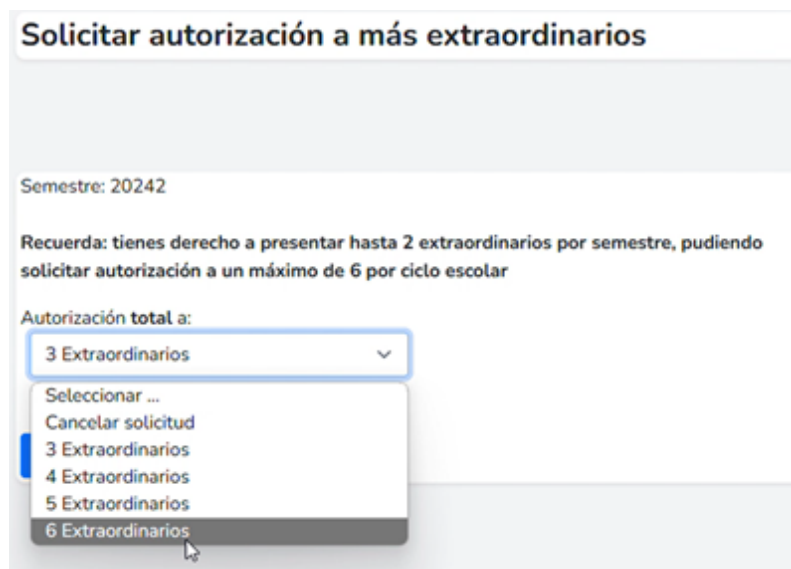 Solicitar autorización a más extraordinarios
Semestre: 20242
Recuerda: tienes derecho a presentar hasta 2 extraordinarios por semestre, pudiendo
solicitar autorización a un máximo de 6 por ciclo escolar
Autorización total a:
3 Extraordinarios
Seleccionar ...
Cancelar solicitud
3 Extraordinarios
4 Extraordinarios
5 Extraordinarios
6 Extraordinarios